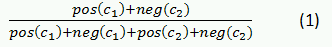 pos(c₁)+neg(c₂)
pos(c₁)+neg(c₁)+pos(c₂)+neg(c₂) (1)